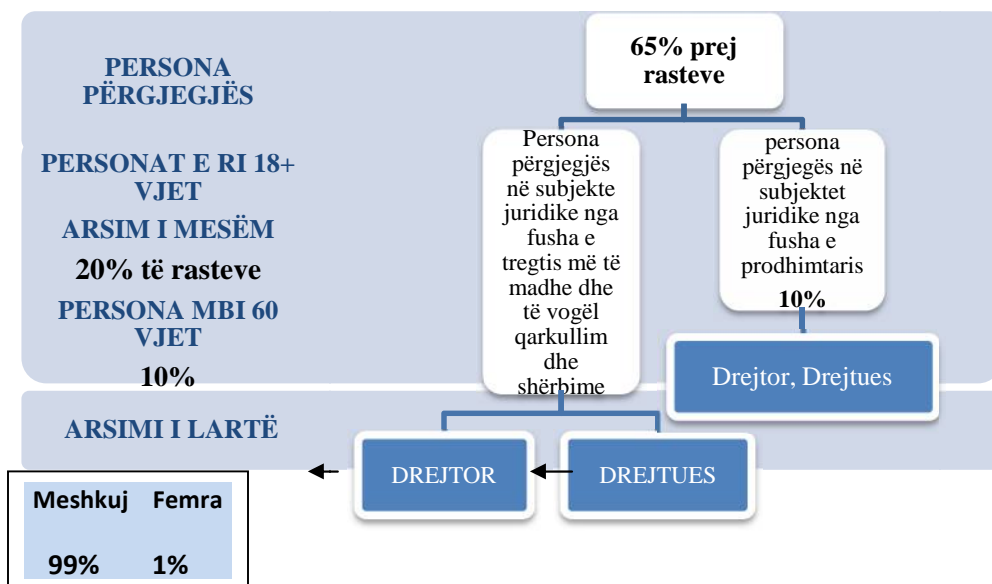 PERSONA
PËRGJEGJËS
65% prej
rasteve
PERSONAT E RI 18+
VJET
ARSIM I MESËM
20% të rasteve
PERSONA MBI 60
VJET
10%
Persona
përgjegjës
në subjekte
juridike nga
fusha e
tregtis më të
madhe dhe
të vogël
qarkullim
dhe
shërbime
persona
përgjegës në
subjektet
juridike nga
fusha e
prodhimtaris
10%
Drejtor, Drejtues
ARSIMI I LARTË
DREJTOR
DREJTUES
Meshkuj Femra
99% 1%